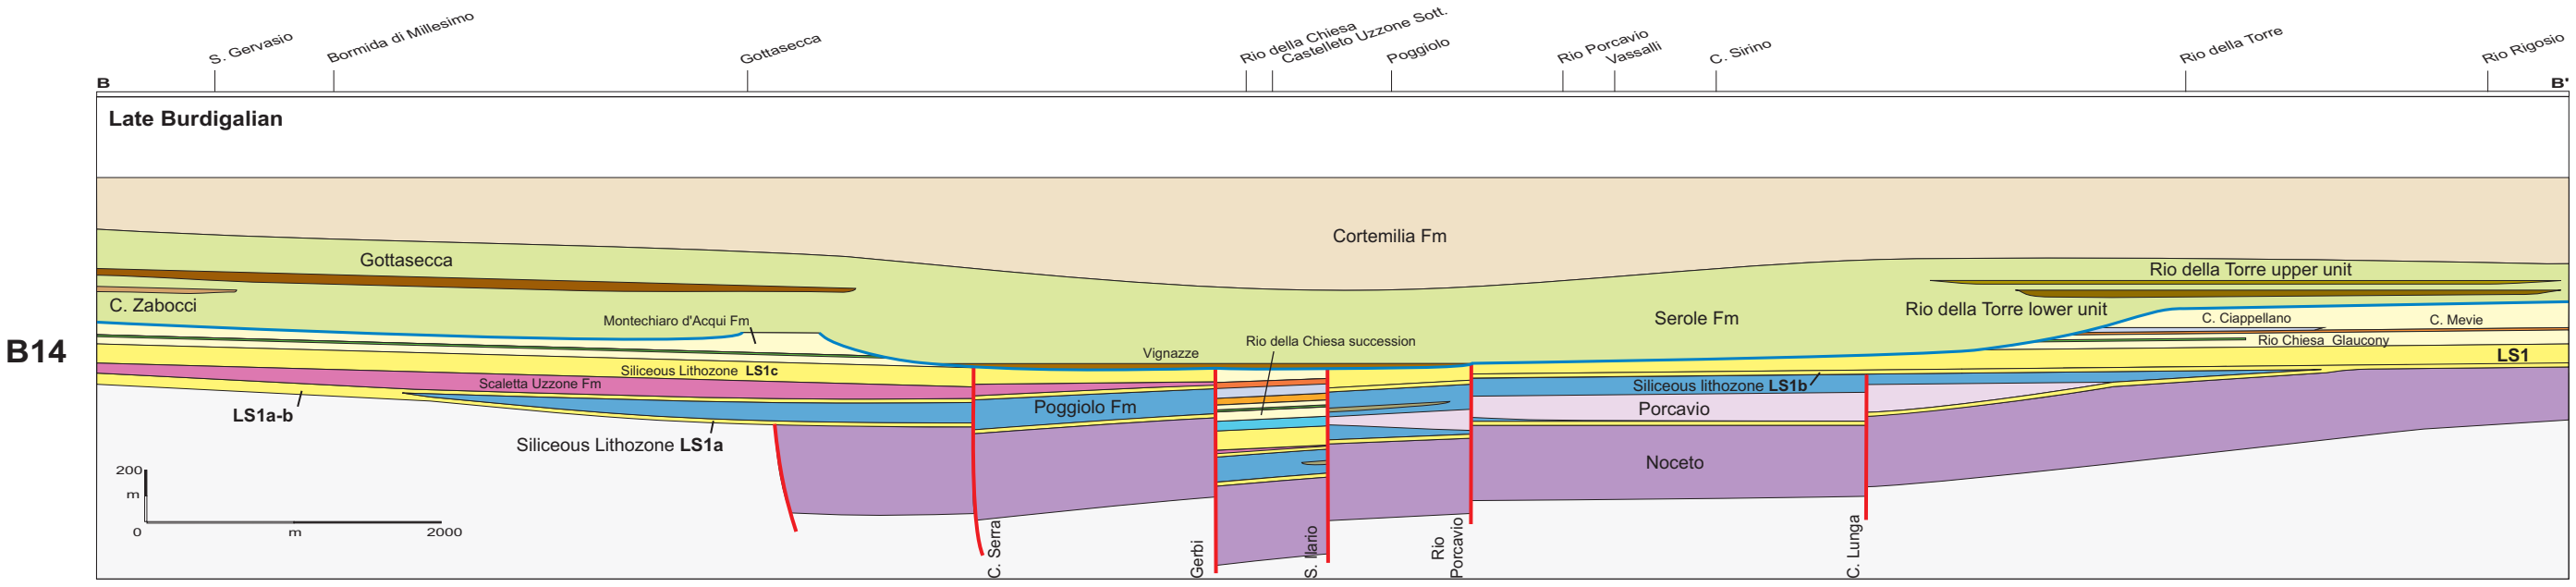 S. Gervasio
Bormida di Millesimo
Gottasecca
Rio della Chiesa
Castelleto Uzzone Sott.
Poggiolo
Rio Porcavio
Vassalli
C. Sirino
Rio della Torre
Rio Rigosio
B
B'
Late Burdigalian
Cortemilia Fm
Gottasecca
Rio della Torre upper unit
C. Zabocci
Rio della Torre lower unit
Montechiaro d'Acqui Fm
Serole Fm
C. Ciappellano
C. Mevie
Rio della Chiesa succession
Rio Chiesa Glaucony
B14
Vignazze
LS1
Siliceous Lithozone LS1c
Scaletta Uzzone Fm
Siliceous lithozone LS1b
LS1a-b
Poggiolo Fm
Porcavio
Siliceous Lithozone LS1a
Noceto
200
m
0
m
2000
C. Serra
Gerbi
S. Ilario
Rio
Porcavio
C. Lunga